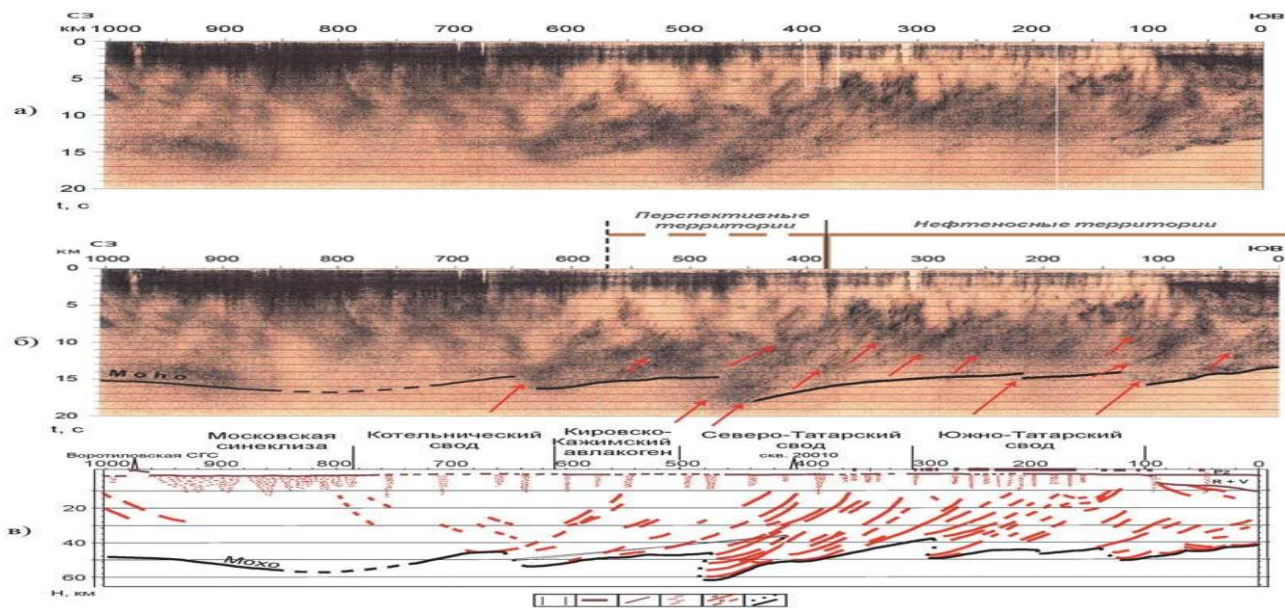 СЗ ЮВ
км 1000 900 800 700 600 500 400 300 200 100 0
0
5
а) 10
15
20
t, с
Перспективные территории Нефтеносные территории
км СЗ ЮВ
1000 900 800 700 600 500 400 300 200 100 0
0
5
б) 10
Мохо
15
20
t, с
Московская синеклиза Котельнический свод Кировско-Кажимский авлакоген Северо-Татарский свод Южно-Татарский свод
Воротиловская СГС скв. 20010
1000 900 800 700 600 500 400 300 200 100 0
Pz
R + V
20
в)
40
Мохо
60
H, км